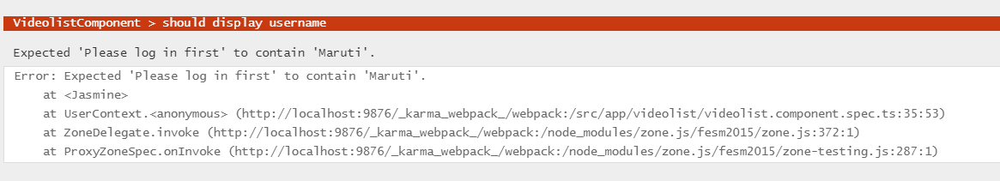 VideolistComponent > should display username
Expected 'Please log in first' to contain 'Maruti'.
Error: Expected 'Please log in first' to contain 'Maruti'.
at <Jasmine>
at UserContext.<anonymous> (http://localhost:9876/_karma_webpack_/webpack:/src/app/videolist/videolist.component.spec.ts:35:53)
at ZoneDelegate.invoke (http://localhost:9876/_karma_webpack_/webpack:/node_modules/zone.js/fesm2015/zone.js:372:1)
at ProxyZoneSpec.onInvoke (http://localhost:9876/_karma_webpack_/webpack:/node_modules/zone.js/fesm2015/zone-testing.js:287:1)